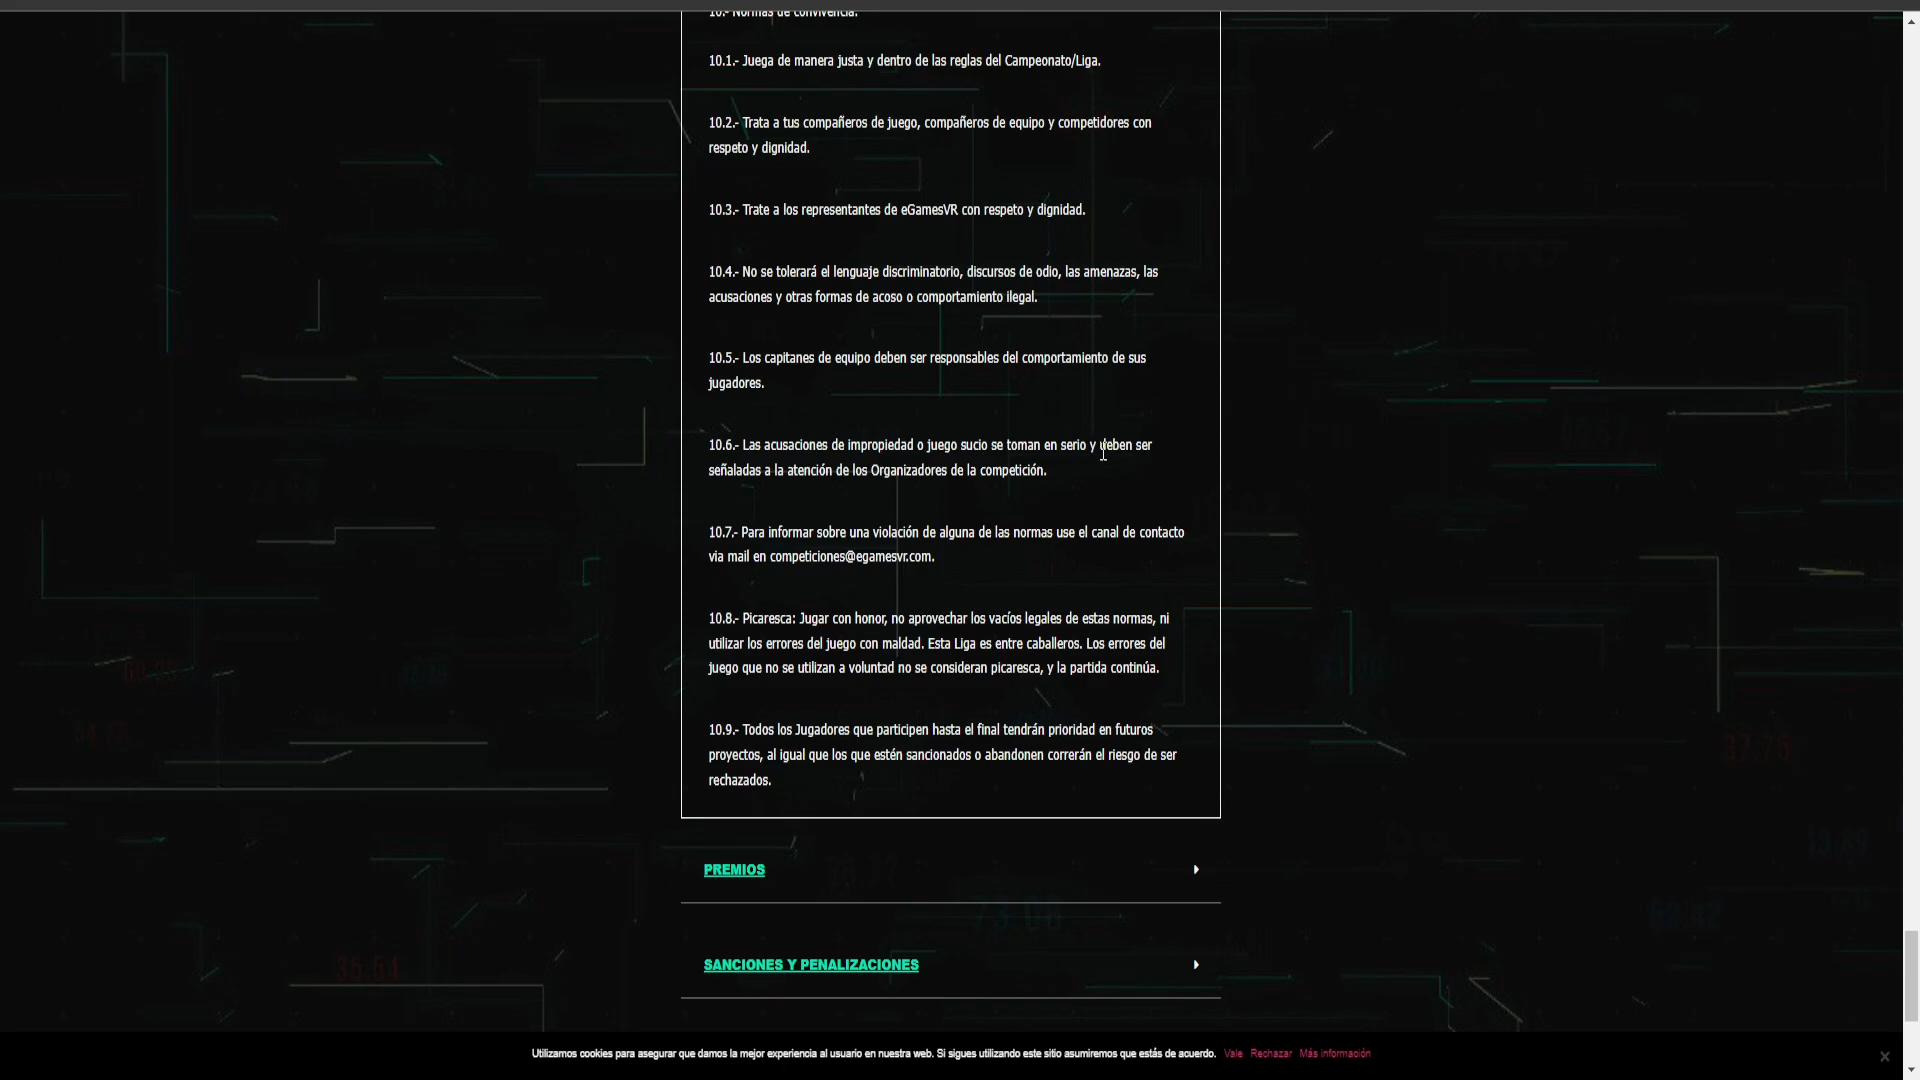 10.- Normas de convivencia.
10.1.- Juega de manera justa y dentro de las reglas del Campeonato/Liga.
10.2.- Trata a tus compañeros de juego, compañeros de equipo y competidores con
respeto y dignidad.
10.3.- Trate a los representantes de eGamesVR con respeto y dignidad.
10.4.- No se tolerará el lenguaje discriminatorio, discursos de odio, las amenazas, las
acusaciones y otras formas de acoso o comportamiento ilegal.
10.5.- Los capitanes de equipo deben ser responsables del comportamiento de sus
jugadores.
10.6.- Las acusaciones de impropiedad o juego sucio se toman en serio y deben ser
señaladas a la atención de los Organizadores de la competición.
10.7.- Para informar sobre una violación de alguna de las normas use el canal de contacto
via mail en competiciones@egamesvr.com.
10.8.- Picaresca: Jugar con honor, no aprovechar los vacíos legales de estas normas, ni
utilizar los errores del juego con maldad. Esta Liga es entre caballeros. Los errores del
juego que no se utilizan a voluntad no se consideran picaresca, y la partida continúa.
10.9.- Todos los Jugadores que participen hasta el final tendrán prioridad en futuros
proyectos, al igual que los que estén sancionados o abandonen correrán el riesgo de ser
rechazados.
PREMIOS
SANCIONES Y PENALIZACIONES
Utilizamos cookies para asegurar que damos la mejor experiencia al usuario en nuestra web. Si sigues utilizando este sitio asumiremos que estás de acuerdo. Vale Rechazar Más información